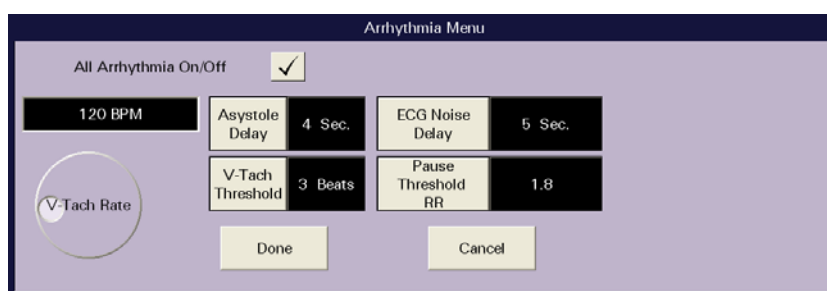 Arrhythmia Menu
All Arrhythmia On/Off
120 BPM
Asystole
Delay
4 Sec.
ECG Noise
Delay
5 Sec.
V-Tach Rate
V-Tach
Threshold
3 Beats
Pause
Threshold
RR
1.8
Done
Cancel